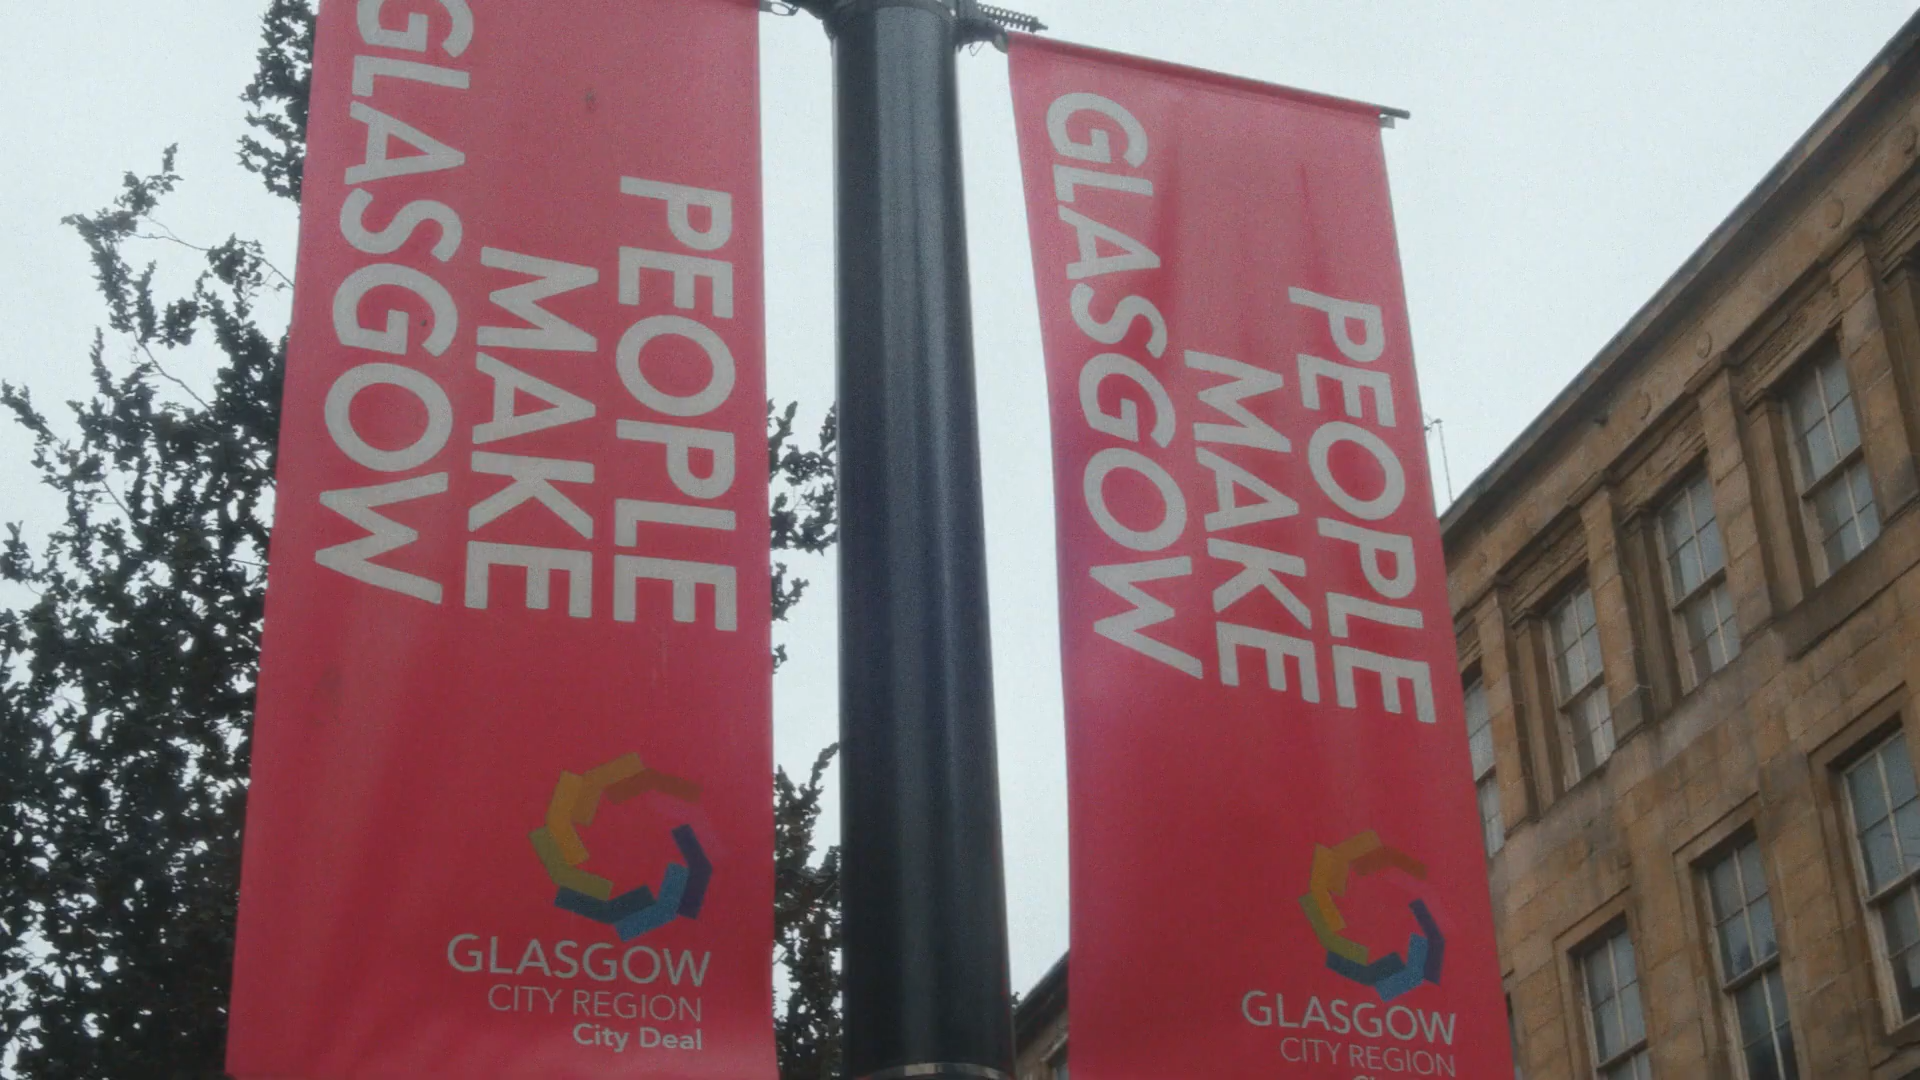 PEOPLE
MAKE
GLASGOW
GLASGOW
CITY REGION
City Deal
PEOPLE
MAKE
GLASGOW
GLASGOW
CITY REGION